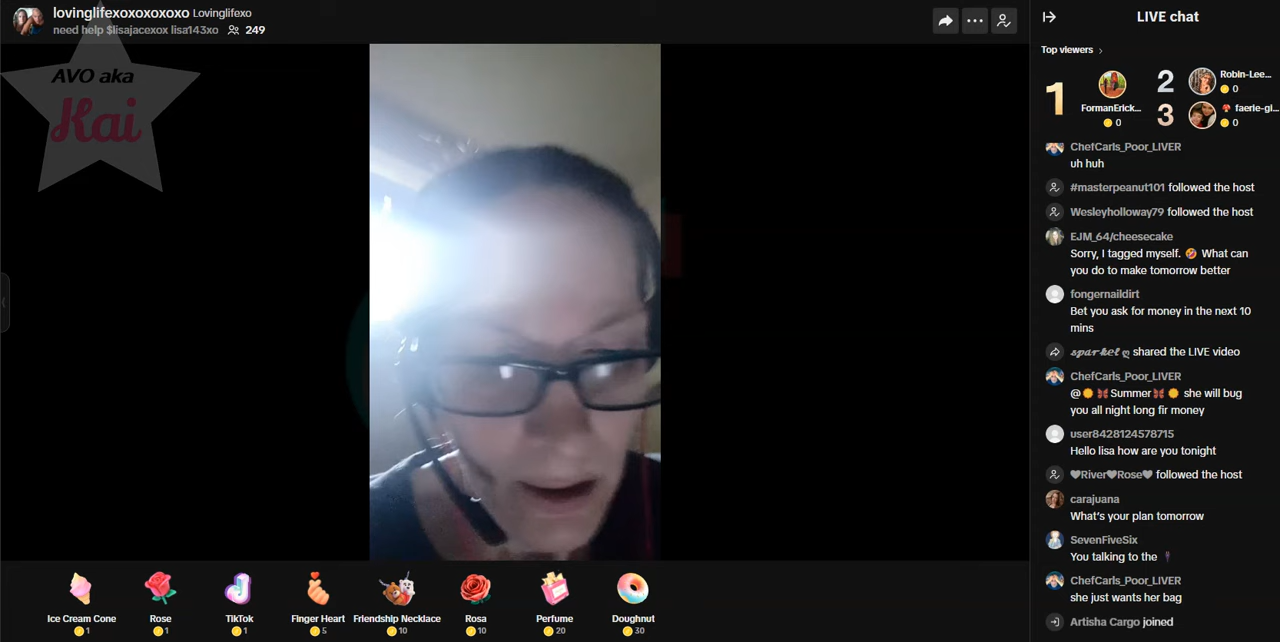 lovinglifexoxoxoxoxo Lovinglifexo
need help $lisajacexox lisa143xo 249
AVO aka
Kai
LIVE chat
Top viewers
1
FormanErick...
0
2
Robin-Lee...
0
3
faerie-gi...
0
ChefCarls_Poor_LIVER
uh huh
#masterpeanut101 followed the host
Wesleyholloway79 followed the host
EJM_64/cheesecake
Sorry, I tagged myself. 🤣 What can
you do to make tomorrow better
fongernaildirt
Bet you ask for money in the next 10
mins
𝓼𝓹𝓪𝓻𝓴𝓮𝓵 ღ shared the LIVE video
ChefCarls_Poor_LIVER
@🌼 🦋Summer🦋 🌼 she will bug
you all night long fir money
user8428124578715
Hello lisa how are you tonight
🖤River🖤Rose🖤 followed the host
carajuana
What's your plan tomorrow
SevenFiveSix
You talking to the
ChefCarls_Poor_LIVER
she just wants her bag
Artisha Cargo joined
Ice Cream Cone
1
Rose
1
TikTok
1
Finger Heart
5
Friendship Necklace
10
Rosa
10
Perfume
20
Doughnut
30